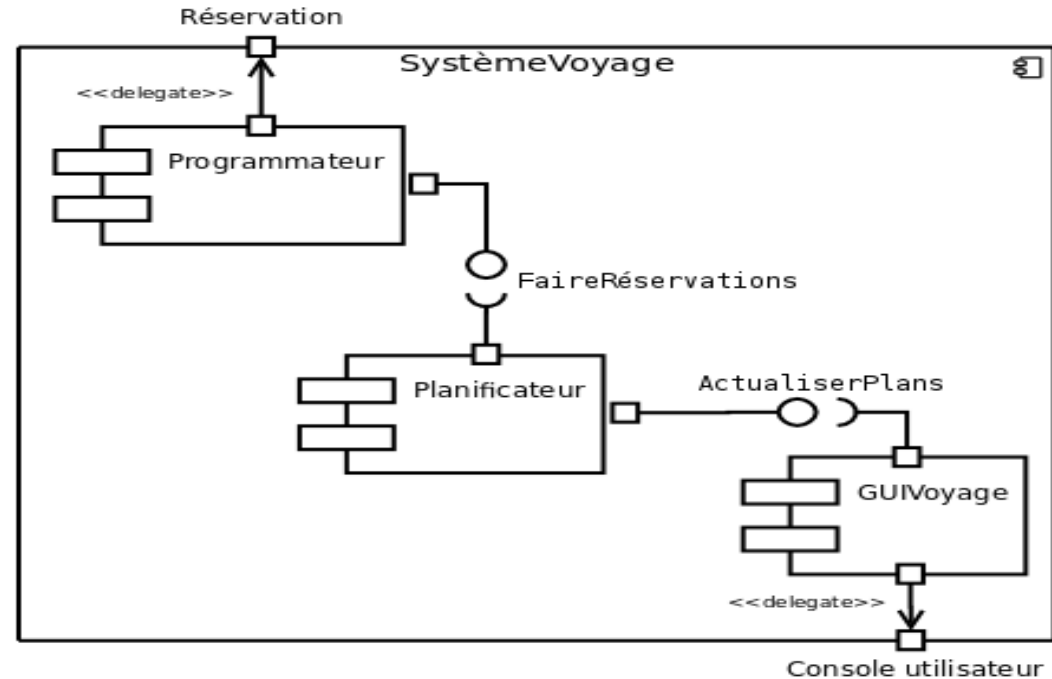 Réservation
SystèmeVoyage
<<delegate>>
Programmateur
FaireRéservations
ActualiserPlans
Planificateur
GUIVoyage
<<delegate>>
Console utilisateur